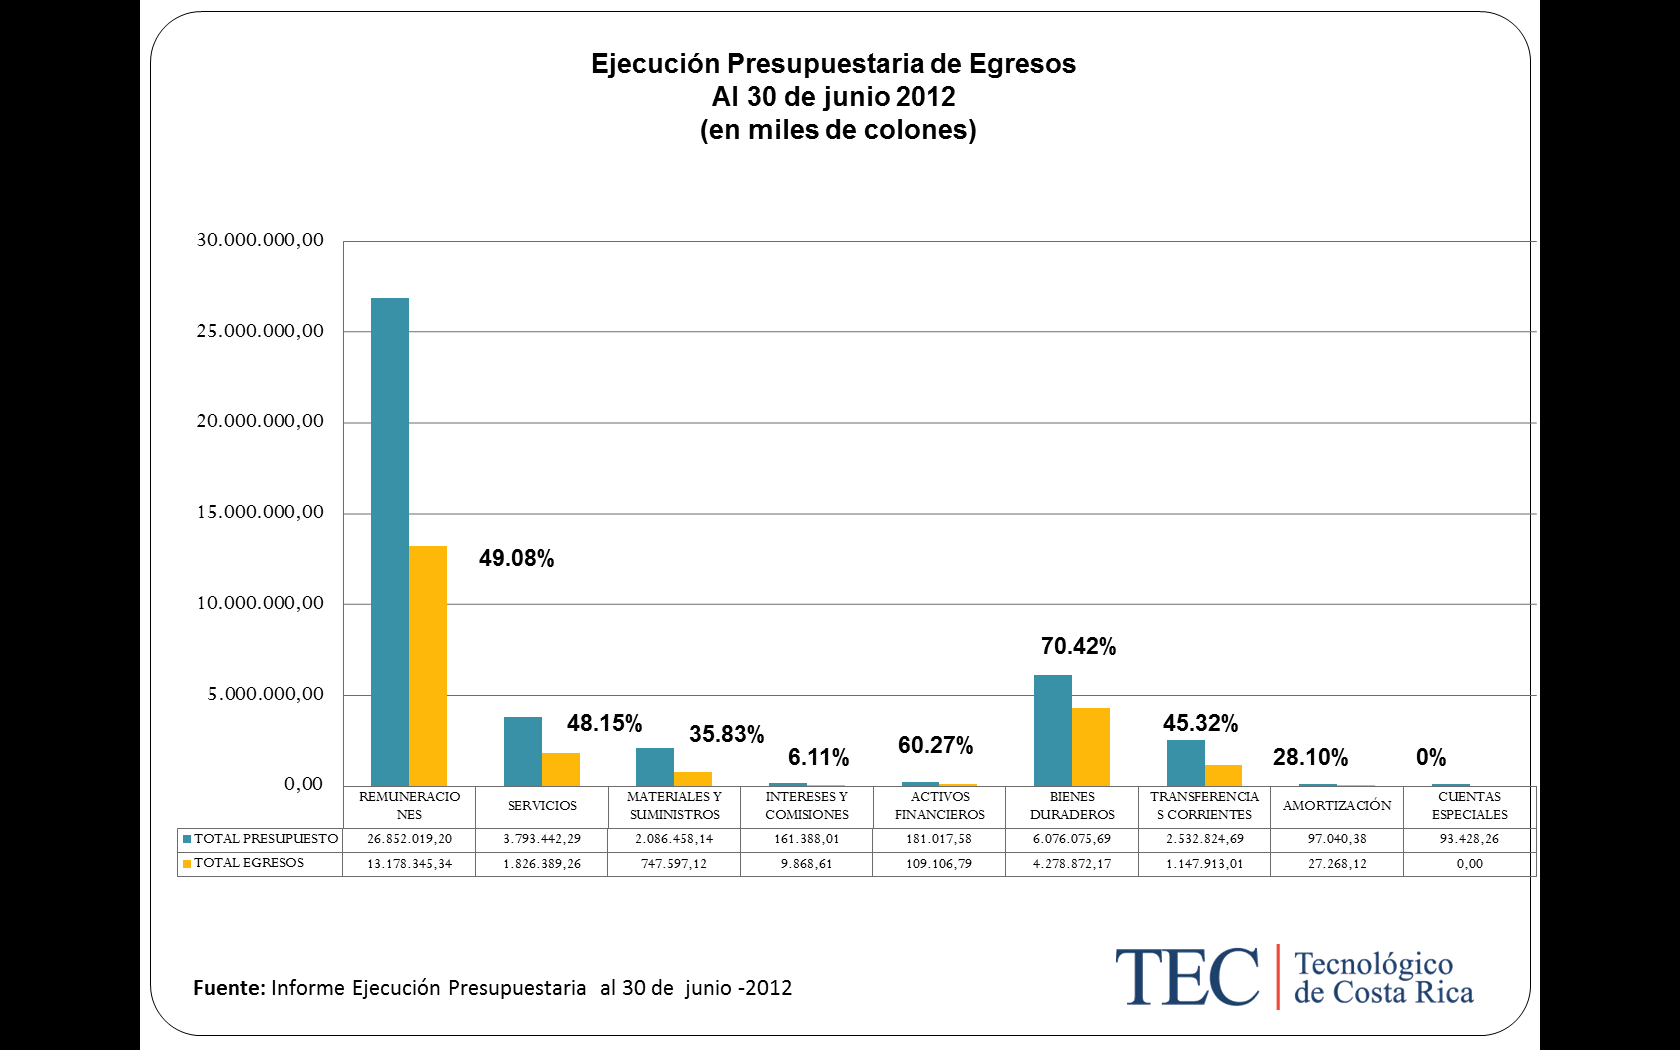 Ejecución Presupuestaria de Egresos
Al 30 de junio 2012
(en miles de colones)
30.000.000,00
25.000.000,00
20.000.000,00
15.000.000,00
10.000.000,00
5.000.000,00
0,00
49.08%
48.15%
35.83%
6.11%
60.27%
70.42%
45.32%
28.10%
0%
REMUNERACIO
NES
SERVICIOS
MATERIALES Y
SUMINISTROS
INTERESES Y
COMISIONES
ACTIVOS
FINANCIEROS
BIENES
DURADEROS
TRANSFERENCIA
S CORRIENTES
AMORTIZACIÓN
CUENTAS
ESPECIALES
TOTAL PRESUPUESTO 26.852.019,20 3.793.442,29 2.086.458,14 161.388,01 181.017,58 6.076.075,69 2.532.824,69 97.040,38 93.428,26
TOTAL EGRESOS 13.178.345,34 1.826.389,26 747.597,12 9.868,61 109.106,79 4.278.872,17 1.147.913,01 27.268,12 0,00
Fuente: Informe Ejecución Presupuestaria al 30 de junio -2012
TEC
Tecnológico
de Costa Rica